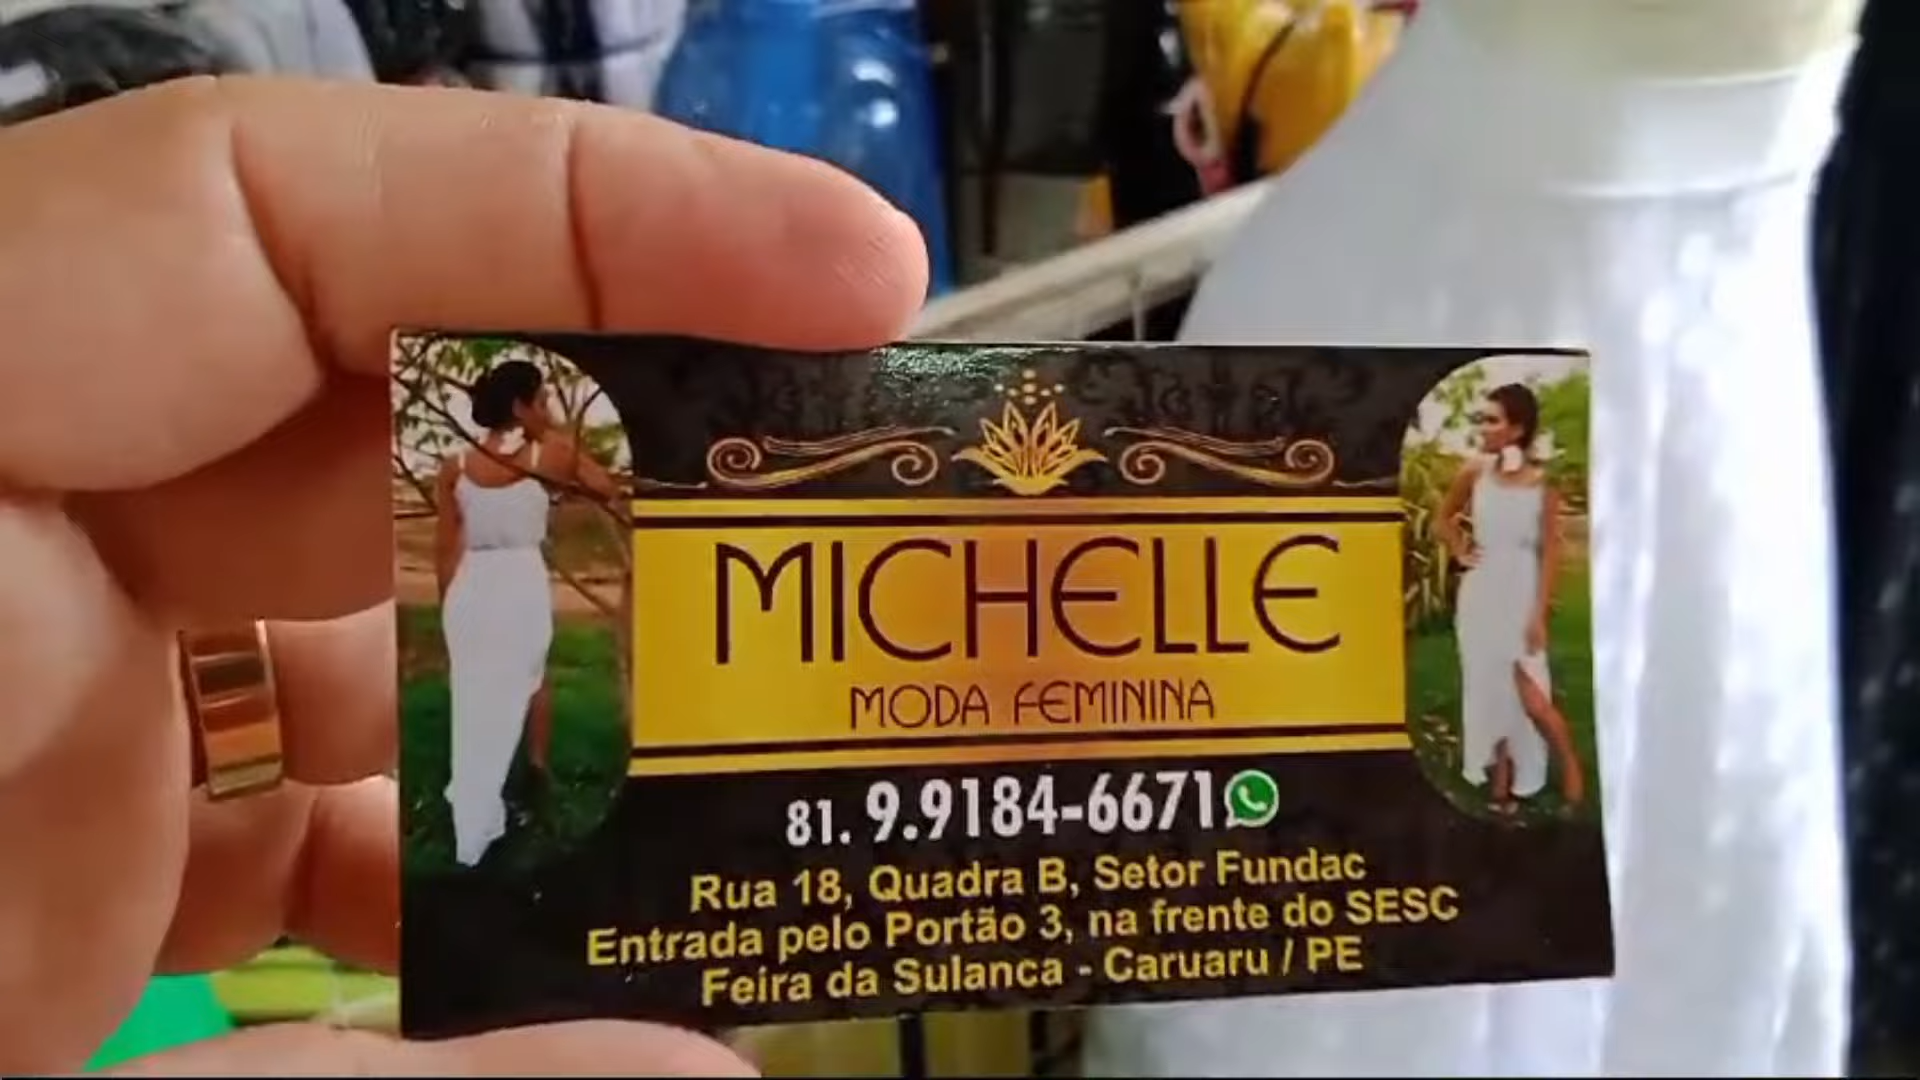 MICHELLE
MODA FEMININA
81. 9.9184-6671
Rua 18, Quadra B, Setor Fundac
Entrada pelo Portão 3, na frente do SESC
Feira da Sulanca - Caruaru / PE